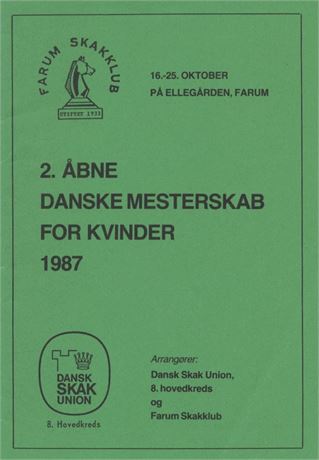 FARUM SKAKKLUB
STIFTET 1933
16.-25. OKTOBER
PÅ ELLEGÅRDEN, FARUM
2. ÅBNE
DANSKE MESTERSKAB
FOR KVINDER
1987
DANSK
SKAK
UNION
8. Hovedkreds
Arrangører:
Dansk Skak Union,
8. hovedkreds
og
Farum Skakklub